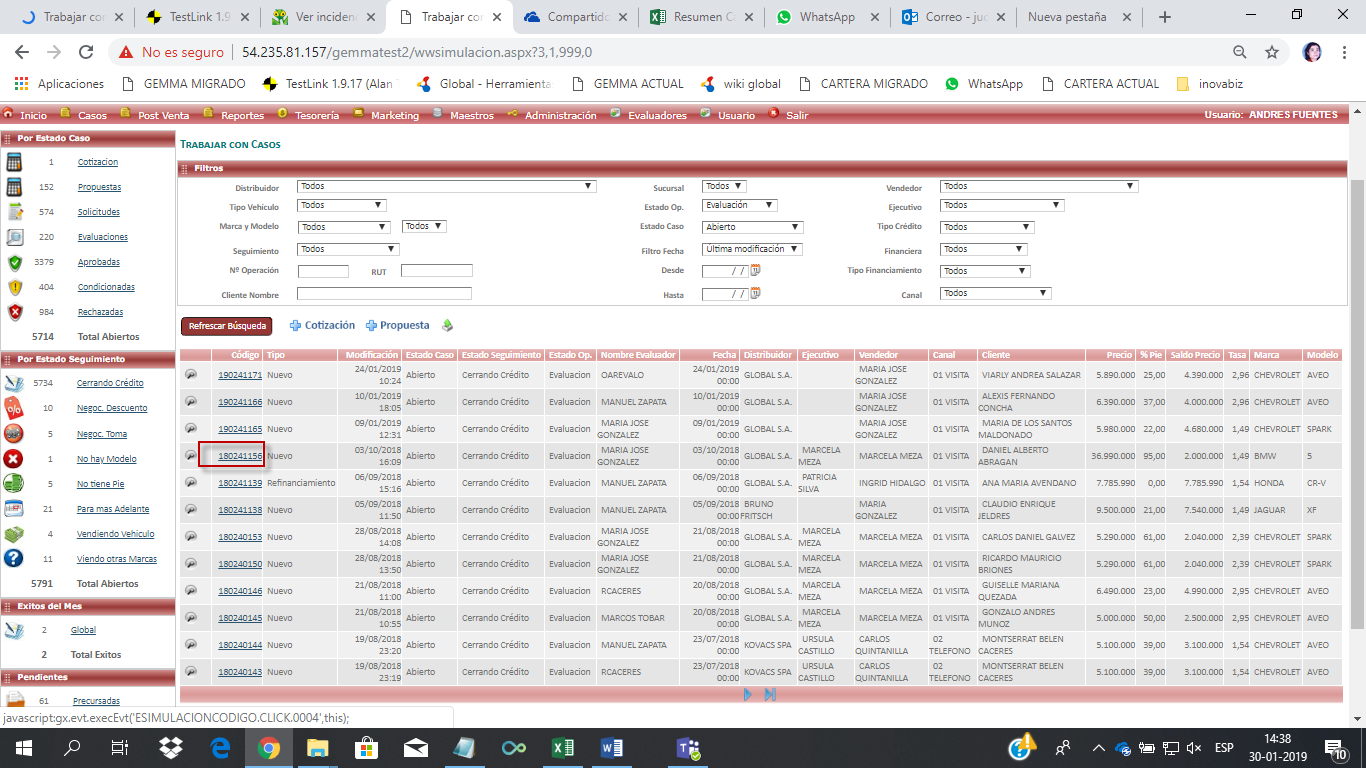 Trabajar con
TestLink 1.9
Ver incidenc
Trabajar con
Compartido
Resumen C
WhatsApp
Correo - juc
Nueva pestaña
No es seguro | 54.235.81.157/gemmatest2/wwsimulacion.aspx?3,1,999,0
Aplicaciones GEMMA MIGRADO TestLink 1.9.17 (Alan Global - Herramienta GEMMA ACTUAL wiki global CARTERA MIGRADO WhatsApp CARTERA ACTUAL inovabiz
Inicio Casos Post Venta Reportes Tesorería Marketing Maestros Administración Evaluadores Usuario Salir Usuario: ANDRES FUENTES
Por Estado Caso
1 Cotizacion
152 Propuestas
574 Solicitudes
220 Evaluaciones
3379 Aprobadas
404 Condicionadas
984 Rechazadas
5714 Total Abiertos
Por Estado Seguimiento
5734 Cerrando Crédito
10 Negoc. Descuento
5 Negoc. Toma
1 No hay Modelo
5 No tiene Pie
21 Para mas Adelante
4 Vendiendo Vehículo
11 Viendo otras Marcas
5791 Total Abiertos
Exitos del Mes
2 Global
2 Total Exitos
Pendientes
61 Precursadas
TRABAJAR CON CASOS
Filtros
Distribuidor Todos Sucursal Todos Vendedor Todos
Tipo Vehículo Todos Estado Op. Evaluación Ejecutivo Todos
Marca y Modelo Todos Todos Estado Caso Abierto Tipo Crédito Todos
Seguimiento Todos Filtro Fecha Última modificación Financiera Todos
Nº Operación RUT Desde / / Tipo Financiamiento Todos
Cliente Nombre Hasta / / Canal Todos
Refrescar Búsqueda Cotización Propuesta
Código Tipo Modificación Estado Caso Estado Seguimiento Estado Op. Nombre Evaluador Fecha Distribuidor Ejecutivo Vendedor Canal Cliente Precio % Pie Saldo Precio Tasa Marca Modelo
190241171 Nuevo 24/01/2019 10:24 Abierto Cerrando Crédito Evaluacion OAREVALO 24/01/2019 00:00 GLOBAL S.A. MARIA JOSE GONZALEZ 01 VISITA VIARLY ANDREA SALAZAR 5.890.000 25,00 4.390.000 2,96 CHEVROLET AVEO
190241166 Nuevo 10/01/2019 18:05 Abierto Cerrando Crédito Evaluacion MANUEL ZAPATA 10/01/2019 00:00 GLOBAL S.A. MARIA JOSE GONZALEZ 01 VISITA ALEXIS FERNANDO CONCHA 6.390.000 37,00 4.000.000 2,96 CHEVROLET AVEO
190241165 Nuevo 09/01/2019 12:31 Abierto Cerrando Crédito Evaluacion MARIA JOSE GONZALEZ 09/01/2019 00:00 GLOBAL S.A. MARIA JOSE GONZALEZ 01 VISITA MARIA DE LOS SANTOS MALDONADO 5.980.000 22,00 4.680.000 1,49 CHEVROLET SPARK
180241156 Nuevo 03/10/2018 16:09 Abierto Cerrando Crédito Evaluacion MARIA JOSE GONZALEZ 03/10/2018 00:00 GLOBAL S.A. MARCELA MEZA MARCELA MEZA 01 VISITA DANIEL ALBERTO ABRAGAN 36.990.000 95,00 2.000.000 1,49 BMW 5
180241139 Refinanciamiento 06/09/2018 15:16 Abierto Cerrando Crédito Evaluacion MANUEL ZAPATA 06/09/2018 00:00 GLOBAL S.A. PATRICIA SILVA INGRID HIDALGO 01 VISITA ANA MARIA AVENDANO 7.785.990 0,00 7.785.990 1,54 HONDA CR-V
180241138 Nuevo 05/09/2018 11:50 Abierto Cerrando Crédito Evaluacion MANUEL ZAPATA 05/09/2018 00:00 BRUNO FRITSCH MARIA GONZALEZ 01 VISITA CLAUDIO ENRIQUE JELDRES 9.500.000 21,00 7.540.000 1,49 JAGUAR XF
180240153 Nuevo 28/08/2018 14:08 Abierto Cerrando Crédito Evaluacion MARIA JOSE GONZALEZ 21/08/2018 00:00 GLOBAL S.A. MARCELA MEZA MARCELA MEZA 01 VISITA CARLOS DANIEL GALVEZ 5.290.000 61,00 2.040.000 2,39 CHEVROLET SPARK
180240150 Nuevo 28/08/2018 13:50 Abierto Cerrando Crédito Evaluacion MARIA JOSE GONZALEZ 21/08/2018 00:00 GLOBAL S.A. MARCELA MEZA MARCELA MEZA 01 VISITA RICARDO MAURICIO BRIONES 5.290.000 61,00 2.040.000 2,39 CHEVROLET SPARK
180240146 Nuevo 21/08/2018 11:00 Abierto Cerrando Crédito Evaluacion RCACERES 20/08/2018 00:00 GLOBAL S.A. MARCELA MEZA MARCELA MEZA 01 VISITA GUISELLE MARIANA QUEZADA 6.490.000 23,00 4.990.000 2,95 CHEVROLET AVEO
180240145 Nuevo 21/08/2018 10:55 Abierto Cerrando Crédito Evaluacion MARCOS TOBAR 20/08/2018 00:00 GLOBAL S.A. MARCELA MEZA MARCELA MEZA 01 VISITA GONZALO ANDRES MUNOZ 5.000.000 50,00 2.500.000 2,95 CHEVROLET AVEO
180240144 Nuevo 19/08/2018 23:20 Abierto Cerrando Crédito Evaluacion MANUEL ZAPATA 23/07/2018 00:00 KOVACS SPA URSULA CASTILLO CARLOS QUINTANILLA 02 TELEFONO MONTSERRAT BELEN CACERES 5.100.000 39,00 3.100.000 1,54 CHEVROLET AVEO
180240143 Nuevo 19/08/2018 23:19 Abierto Cerrando Crédito Evaluacion RCACERES 23/07/2018 00:00 KOVACS SPA URSULA CASTILLO CARLOS QUINTANILLA 02 TELEFONO MONTSERRAT BELEN CACERES 5.100.000 39,00 3.100.000 1,54 CHEVROLET AVEO
javascript:gx.evt.execEvt('ESIMULACIONCODIGO.CLICK.0004',this);
ESP
14:38
30-01-2019
10